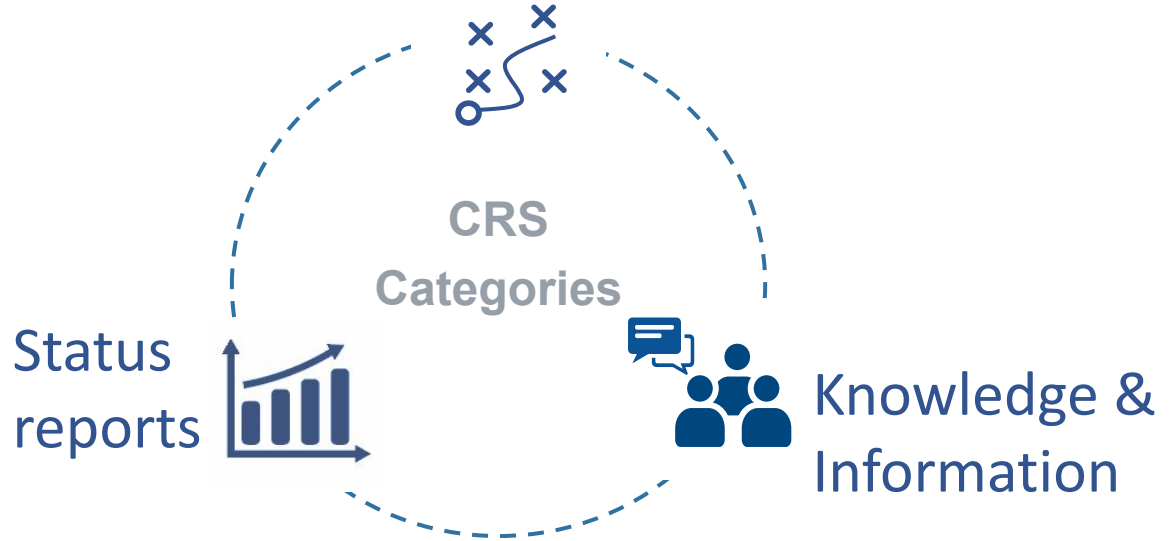 CRS
Categories
Status
reports
Knowledge &
Information